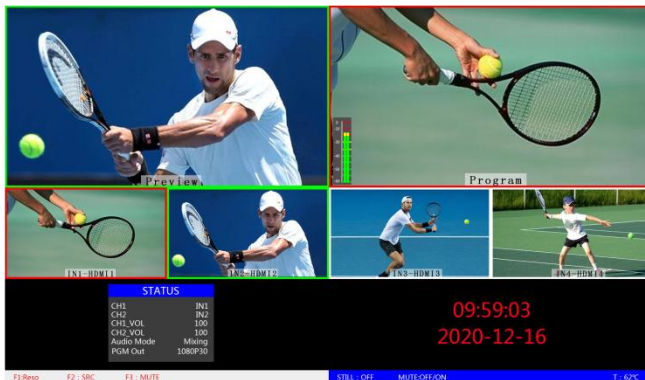 Preview
Program
IN1-HDMI1
IN2-HDMI2
IN3-HDMI3
IN4-HDMI4
STATUS
CH1 IN1
CH2 IN2
CH1_VOL 100
CH2_VOL 100
Audio Mode Mixing
PGM Out 1080P30
09:59:03
2020-12-16
F1:Reso F2 : SRC F3 : MUTE STILL : OFF MUTE:OFF/ON T : 62℃